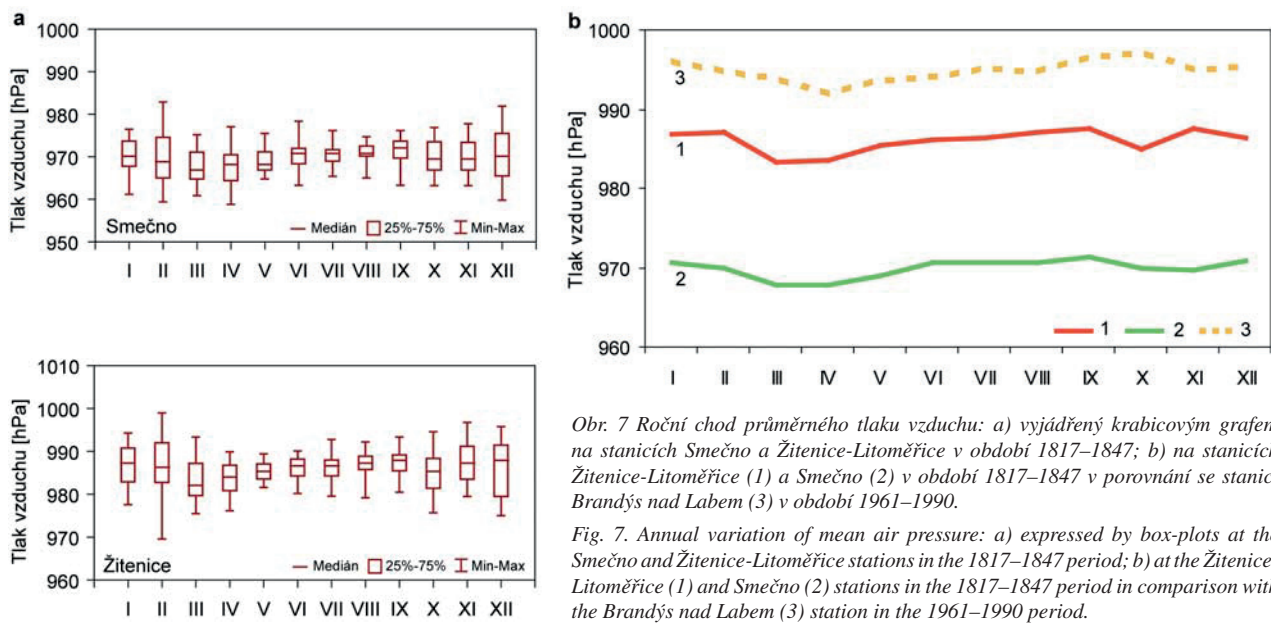 a
1000
990
980
970
960
950
Tlak vzduchu [hPa]
Smečno
Medián 25%-75% Min-Max
I II III IV V VI VII VIII IX X XI XII
1010
1000
990
980
970
960
Tlak vzduchu [hPa]
Žitenice
Medián 25%-75% Min-Max
I II III IV V VI VII VIII IX X XI XII
b
1000
990
980
970
960
Tlak vzduchu [hPa]
3
1
2
1 2 3
I II III IV V VI VII VIII IX X XI XII
Obr. 7 Roční chod průměrného tlaku vzduchu: a) vyjádřený krabicovým grafem
na stanicích Smečno a Žitenice-Litoměřice v období 1817–1847; b) na stanicích
Žitenice-Litoměřice (1) a Smečno (2) v období 1817–1847 v porovnání se stanic
Brandýs nad Labem (3) v období 1961–1990.
Fig. 7. Annual variation of mean air pressure: a) expressed by box-plots at the
Smečno and Žitenice-Litoměřice stations in the 1817–1847 period; b) at the Žitenice
Litoměřice (1) and Smečno (2) stations in the 1817–1847 period in comparison with
the Brandýs nad Labem (3) station in the 1961–1990 period.